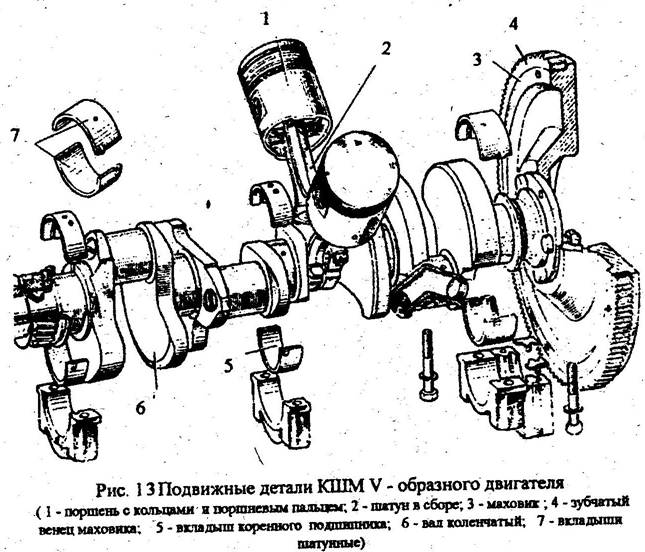 1
2
3
4
7
5
6
Рис. 13 Подвижные детали КШМ V - образного двигателя
( 1 - поршень с кольцами и поршневым пальцем; 2 - шатун в сборе; 3 - маховик ; 4 - зубчатый
венец маховика; 5 - вкладыш коренного подшипника; 6 - вал коленчатый; 7 - вкладыши
шатунные)